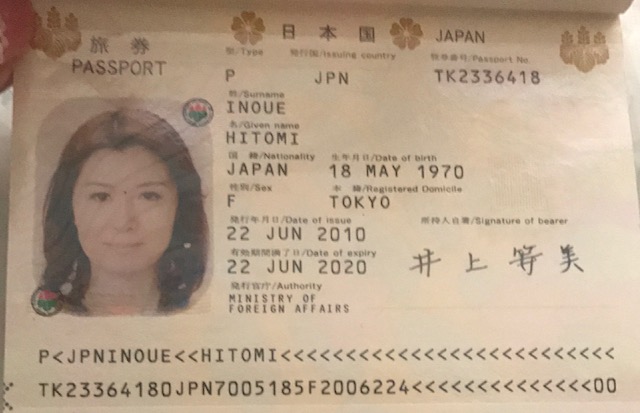 日本国 JAPAN
旅券
PASSPORT
型/Type 発行国/Issuing country 旅券番号/Passport No.
P JPN TK2336418
姓/Surname
INOUE
名/Given name
HITOMI
国籍/Nationality 生年月日/Date of birth
JAPAN 18 MAY 1970
性別/Sex 本籍/Registered Domicile
F TOKYO
発行年月日/Date of issue 所持人自署/Signature of bearer
22 JUN 2010
有効期間満了日/Date of expiry
22 JUN 2020 井上等美
発行官庁/Authority
MINISTRY OF
FOREIGN AFFAIRS
P<JPNINOUE<<HITOMI<<<<<<<<<<<<<<<<<<<<<<<<<<
TK23364180JPN7005185F2006224<<<<<<<<<<<<<<00